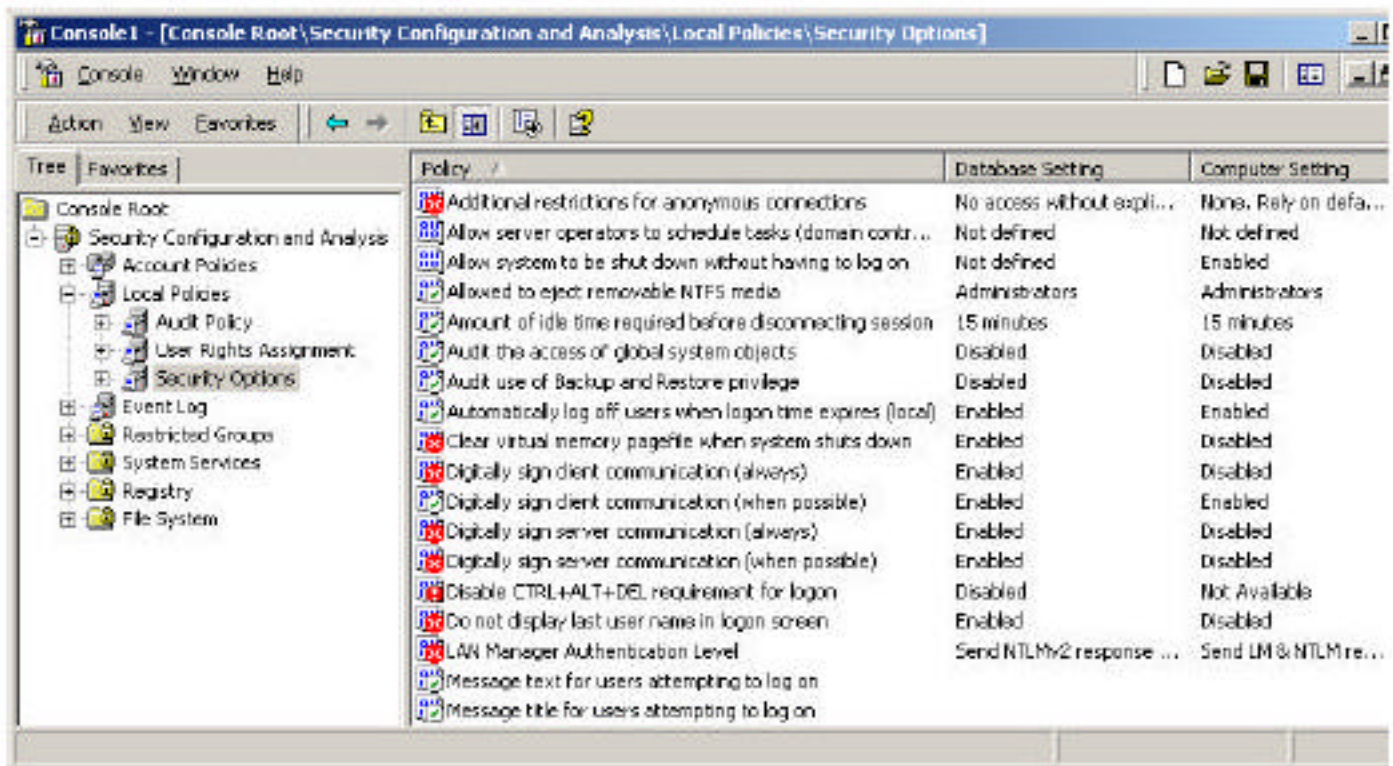 Console1 - [Console Root\Security Configuration and Analysis\Local Policies\Security Options]
Console Window Help
Action View Favorites
Tree Favorites
Policy Database Setting Computer Setting
Console Root
Security Configuration and Analysis
Account Policies
Local Policies
Audit Policy
User Rights Assignment
Security Options
Event Log
Restricted Groups
System Services
Registry
File System
Additional restrictions for anonymous connections No access without expli... None. Rely on defa...
Allow server operators to schedule tasks (domain contr... Not defined Not defined
Allow system to be shut down without having to log on Not defined Enabled
Allowed to eject removable NTFS media Administrators Administrators
Amount of idle time required before disconnecting session 15 minutes 15 minutes
Audit the access of global system objects Disabled Disabled
Audit use of Backup and Restore privilege Disabled Disabled
Automatically log off users when logon time expires (local) Enabled Enabled
Clear virtual memory pagefile when system shuts down Enabled Disabled
Digitally sign client communication (always) Enabled Disabled
Digitally sign client communication (when possible) Enabled Enabled
Digitally sign server communication (always) Enabled Disabled
Digitally sign server communication (when possible) Enabled Disabled
Disable CTRL+ALT+DEL requirement for logon Disabled Not Available
Do not display last user name in logon screen Enabled Disabled
LAN Manager Authentication Level Send NTLMv2 response ... Send LM & NTLM re...
Message text for users attempting to log on
Message title for users attempting to log on